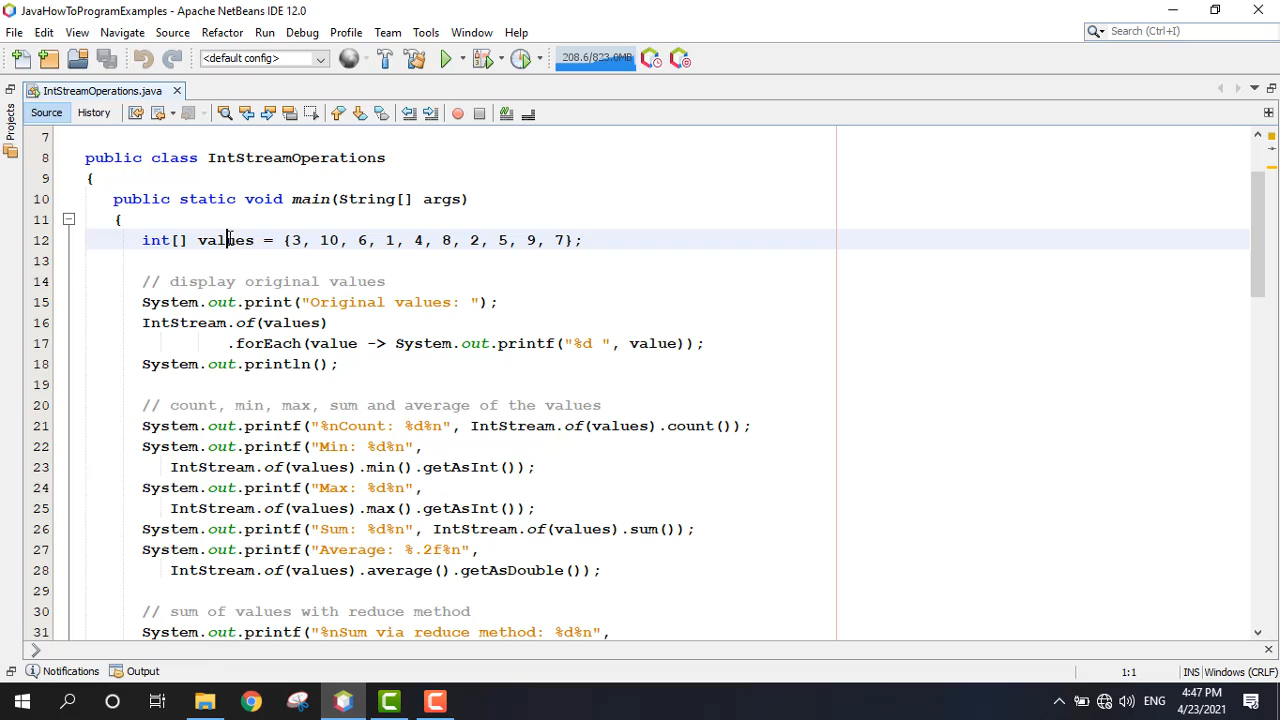 JavaHowToProgramExamples - Apache NetBeans IDE 12.0
File Edit View Navigate Source Refactor Run Debug Profile Team Tools Window Help
Search (Ctrl+I)
<default config>
208.6/823.0MB
IntStreamOperations.java
Source History
Projects
7
8 public class IntStreamOperations
9 {
10 public static void main(String[] args)
11 {
12 int[] values = {3, 10, 6, 1, 4, 8, 2, 5, 9, 7};
13
14 // display original values
15 System.out.print("Original values: ");
16 IntStream.of(values)
17 .forEach(value -> System.out.printf("%d ", value));
18 System.out.println();
19
20 // count, min, max, sum and average of the values
21 System.out.printf("%nCount: %d%n", IntStream.of(values).count());
22 System.out.printf("Min: %d%n",
23 IntStream.of(values).min().getAsInt());
24 System.out.printf("Max: %d%n",
25 IntStream.of(values).max().getAsInt());
26 System.out.printf("Sum: %d%n", IntStream.of(values).sum());
27 System.out.printf("Average: %.2f%n",
28 IntStream.of(values).average().getAsDouble());
29
30 // sum of values with reduce method
31 System.out.printf("%nSum via reduce method: %d%n",
Notifications Output
1:1 INS Windows (CRLF)
ENG
4:47 PM
4/23/2021